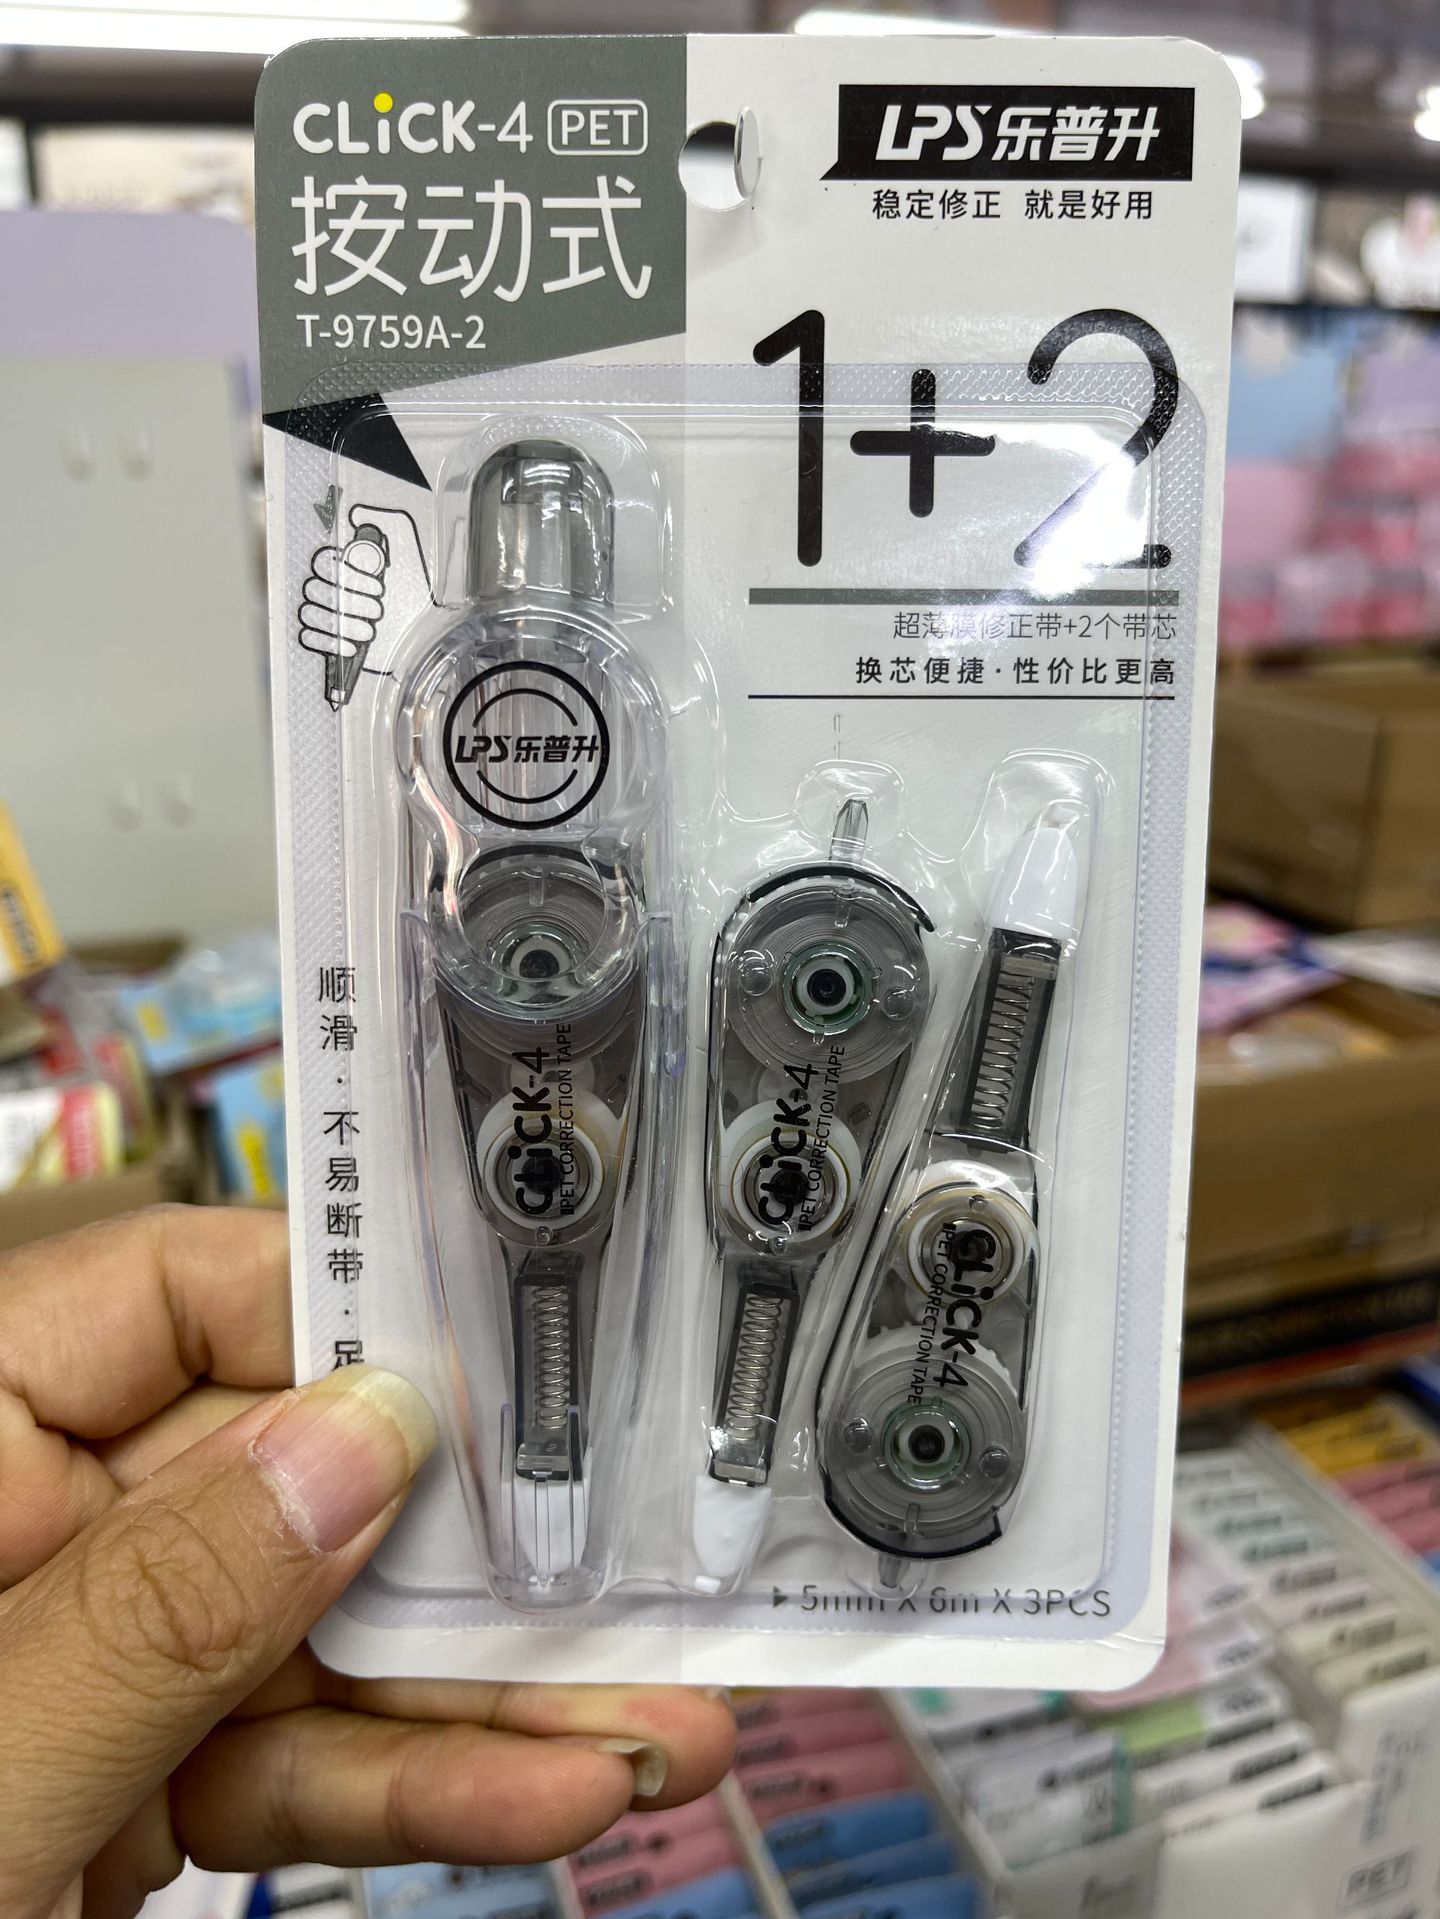 CLiCK-4 PET
按动式
T-9759A-2
LPS乐普升
稳定修正 就是好用
1+2
超薄膜修正带+2个带芯
换芯便捷·性价比更高
LPS乐普升
顺滑·不易断带·足
CLiCK-4
PET CORRECTION TAPE
CLiCK-4
PET CORRECTION TAPE
CLiCK-4
PET CORRECTION TAPE
5mm X 6m X 3PCS
PET